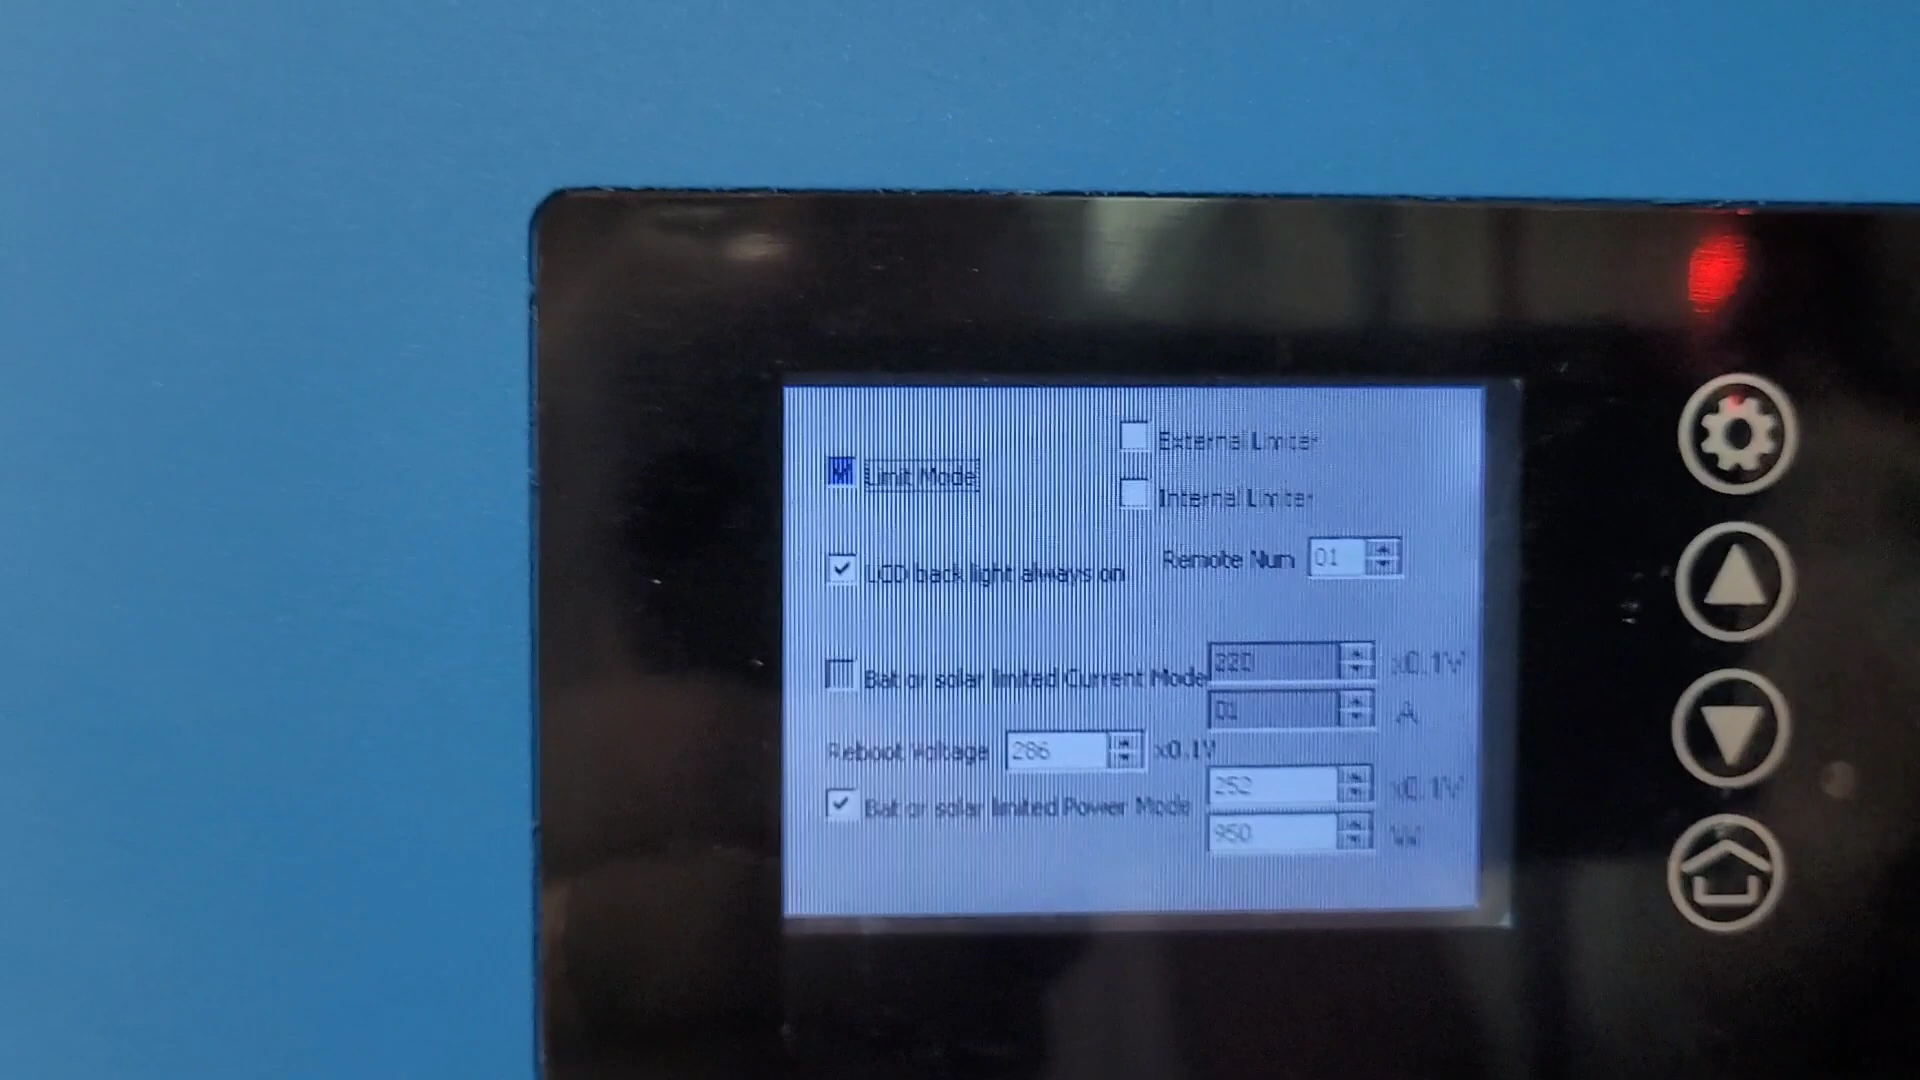 External Limiter
Limit Mode
Internal Limiter
LCD back light always on
Remote Num 01
220 x0.1V
Bat or solar limited Current Mode
01 A
Reboot Voltage 286 x0.1V
252 x0.1V
Bat or solar limited Power Mode
950 W